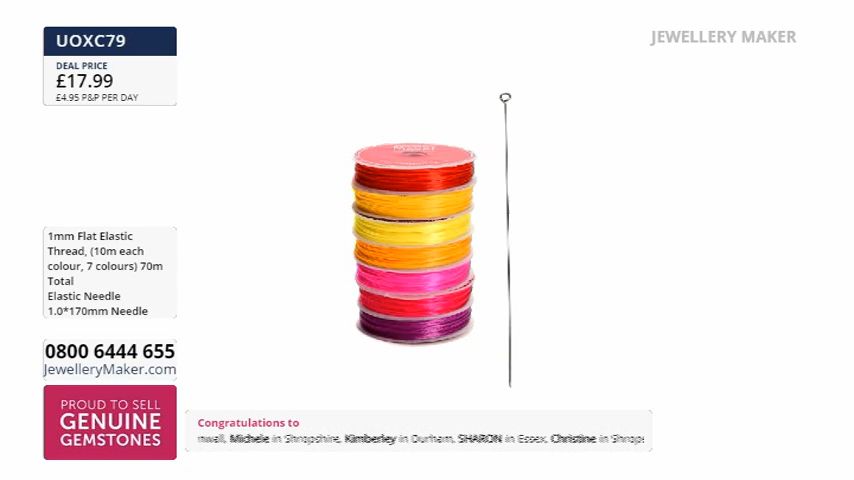 UOXC79
DEAL PRICE
£17.99
£4.95 P&P PER DAY
JEWELLERY MAKER
1mm Flat Elastic
Thread, (10m each
colour, 7 colours) 70m
Total
Elastic Needle
1.0*170mm Needle
0800 6444 655
JewelleryMaker.com
PROUD TO SELL
GENUINE
GEMSTONES
Congratulations to
nwall, Michele in Shropshire, Kimberley in Durham, SHARON in Essex, Christine in Shrops